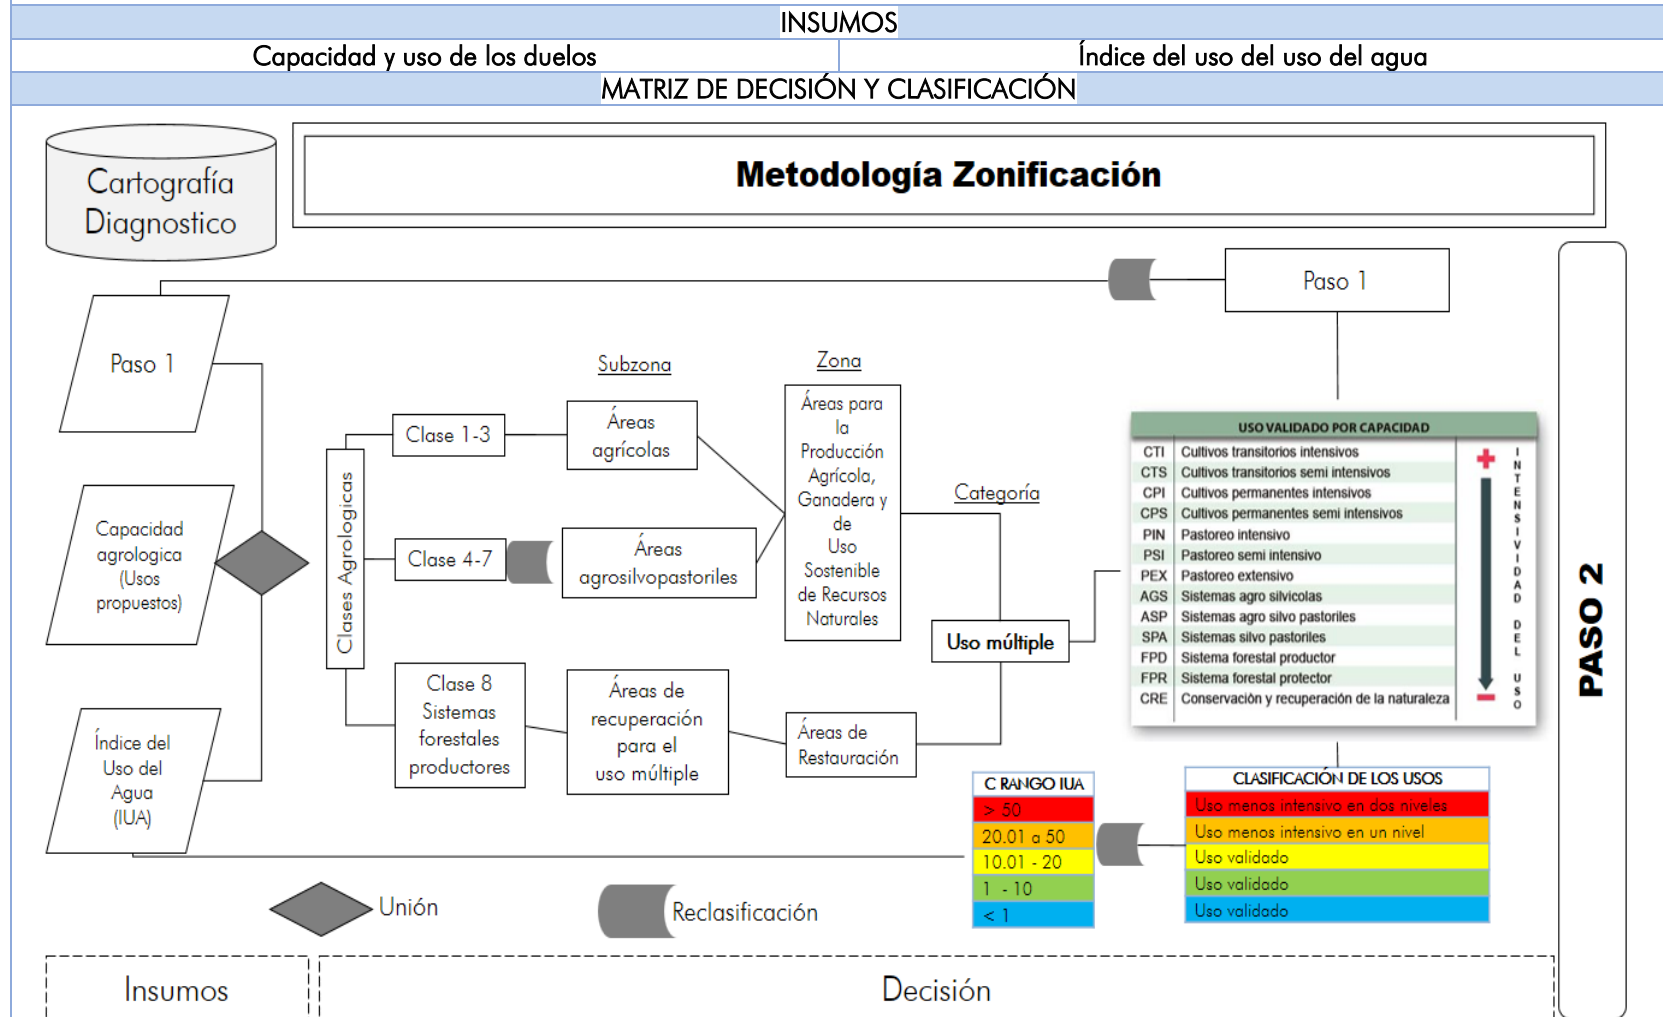 INSUMOS
Capacidad y uso de los duelos
Índice del uso del uso del agua
MATRIZ DE DECISIÓN Y CLASIFICACIÓN
Cartografía
Diagnostico
Metodología Zonificación
Paso 1
Paso 1
Capacidad
agrologica
(Usos
propuestos)
Índice del
Uso del
Agua
(IUA)
Clases Agrologicas
Clase 1-3
Clase 4-7
Clase 8
Sistemas
forestales
productores
Subzona
Áreas
agrícolas
Áreas
agrosilvopastoriles
Áreas de
recuperación
para el
uso múltiple
Zona
Áreas para
la
Producción
Agrícola,
Ganadera y
de
Uso
Sostenible
de Recursos
Naturales
Áreas de
Restauración
Categoría
Uso múltiple
USO VALIDADO POR CAPACIDAD
CTI Cultivos transitorios intensivos
CTS Cultivos transitorios semi intensivos
CPI Cultivos permanentes intensivos
CPS Cultivos permanentes semi intensivos
PIN Pastoreo intensivo
PSI Pastoreo semi intensivo
PEX Pastoreo extensivo
AGS Sistemas agro silvicolas
ASP Sistemas agro silvo pastoriles
SPA Sistemas silvo pastoriles
FPD Sistema forestal productor
FPR Sistema forestal protector
CRE Conservación y recuperación de la naturaleza
INTENSIVIDAD DEL USO
C RANGO IUA
> 50
20.01 a 50
10.01 - 20
1 - 10
< 1
CLASIFICACIÓN DE LOS USOS
Uso menos intensivo en dos niveles
Uso menos intensivo en un nivel
Uso validado
Uso validado
Uso validado
PASO 2
Unión
Reclasificación
Insumos
Decisión